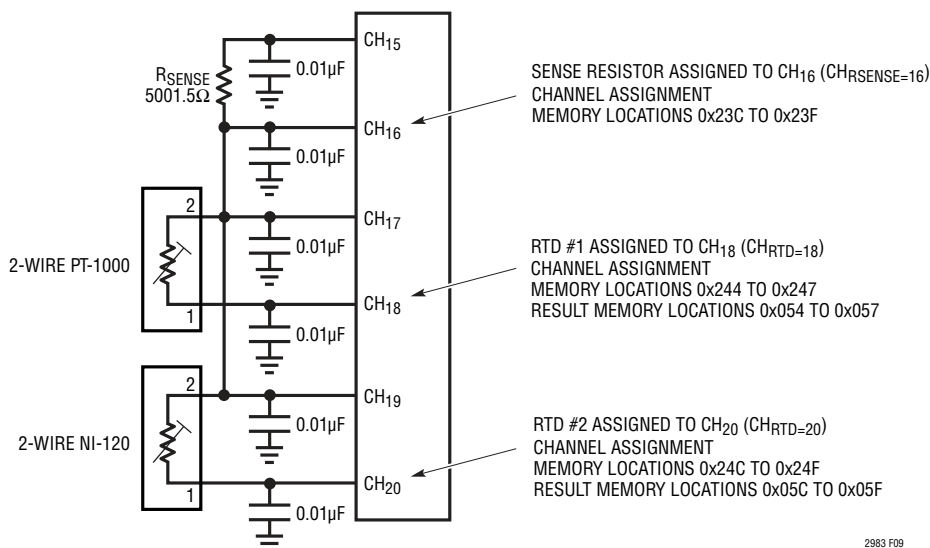 CH15
0.01µF
RSENSE
5001.5Ω
CH16
0.01µF
SENSE RESISTOR ASSIGNED TO CH16 (CHRSENSE=16)
CHANNEL ASSIGNMENT
MEMORY LOCATIONS 0x23C TO 0x23F
2-WIRE PT-1000
2
CH17
0.01µF
1
CH18
0.01µF
RTD #1 ASSIGNED TO CH18 (CHRTD=18)
CHANNEL ASSIGNMENT
MEMORY LOCATIONS 0x244 TO 0x247
RESULT MEMORY LOCATIONS 0x054 TO 0x057
2-WIRE NI-120
2
CH19
0.01µF
1
CH20
0.01µF
RTD #2 ASSIGNED TO CH20 (CHRTD=20)
CHANNEL ASSIGNMENT
MEMORY LOCATIONS 0x24C TO 0x24F
RESULT MEMORY LOCATIONS 0x05C TO 0x05F
2983 F09